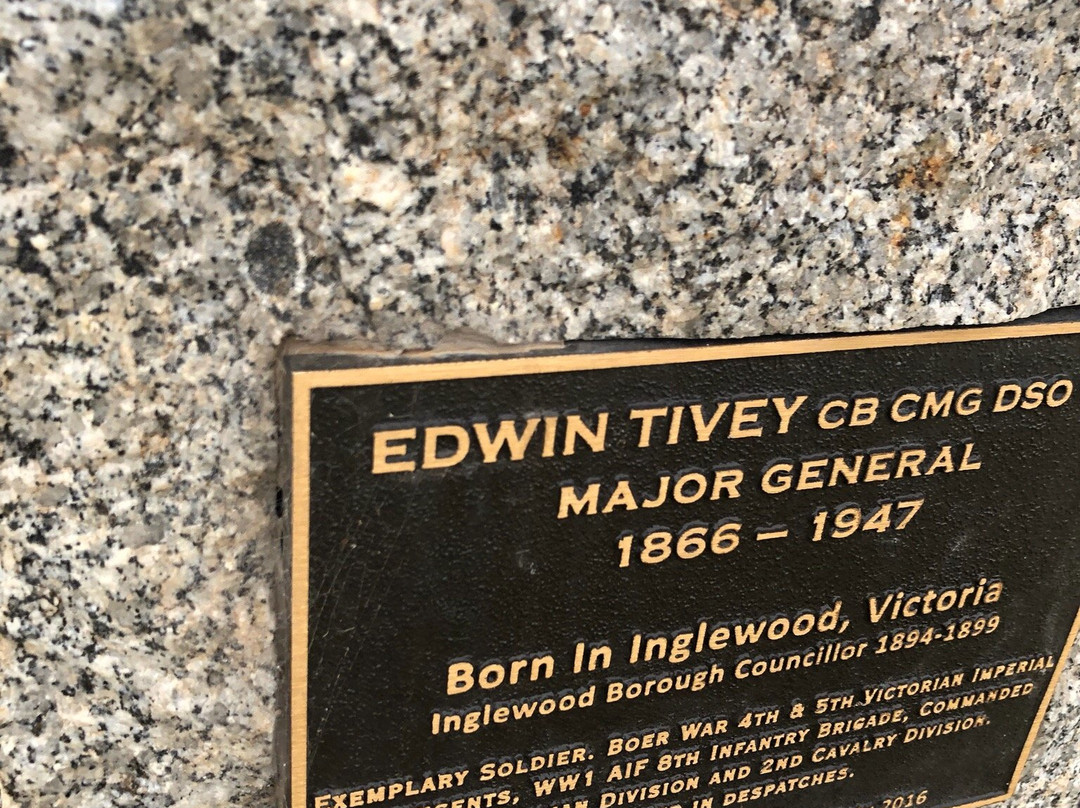 EDWIN TIVEY CB CMG DSO
MAJOR GENERAL
1866 – 1947
Born In Inglewood, Victoria
Inglewood Borough Councillor 1894-1899
EXEMPLARY SOLDIER. BOER WAR 4TH & 5TH VICTORIAN IMPERIAL
WW1 AIF 8TH INFANTRY BRIGADE, COMMANDED
DIVISION AND 2ND CAVALRY DIVISION.
IN DESPATCHES.
2016